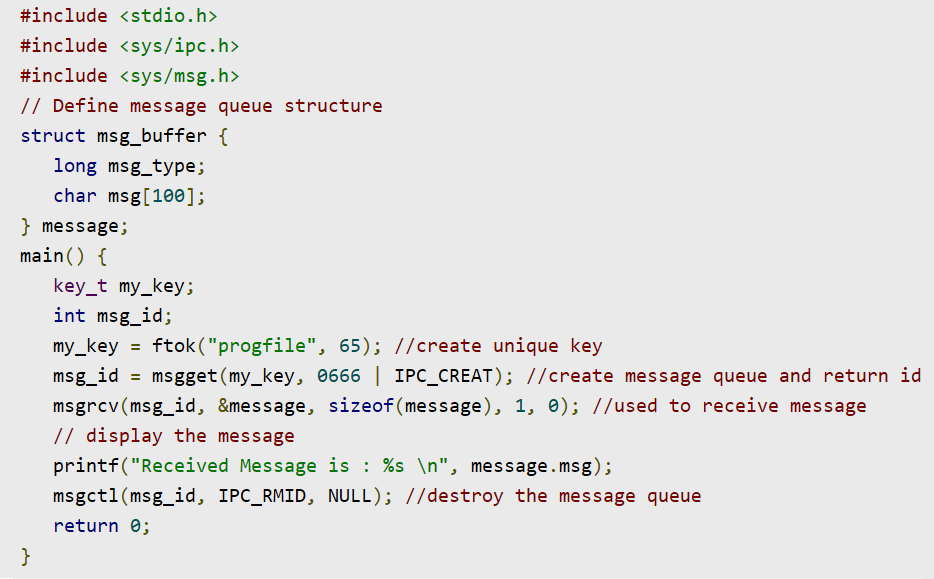 #include <stdio.h>
#include <sys/ipc.h>
#include <sys/msg.h>
// Define message queue structure
struct msg_buffer {
   long msg_type;
   char msg[100];
} message;
main() {
   key_t my_key;
   int msg_id;
   my_key = ftok("progfile", 65); //create unique key
   msg_id = msgget(my_key, 0666 | IPC_CREAT); //create message queue and return id
   msgrcv(msg_id, &message, sizeof(message), 1, 0); //used to receive message
   // display the message
   printf("Received Message is : %s \n", message.msg);
   msgctl(msg_id, IPC_RMID, NULL); //destroy the message queue
   return 0;
}